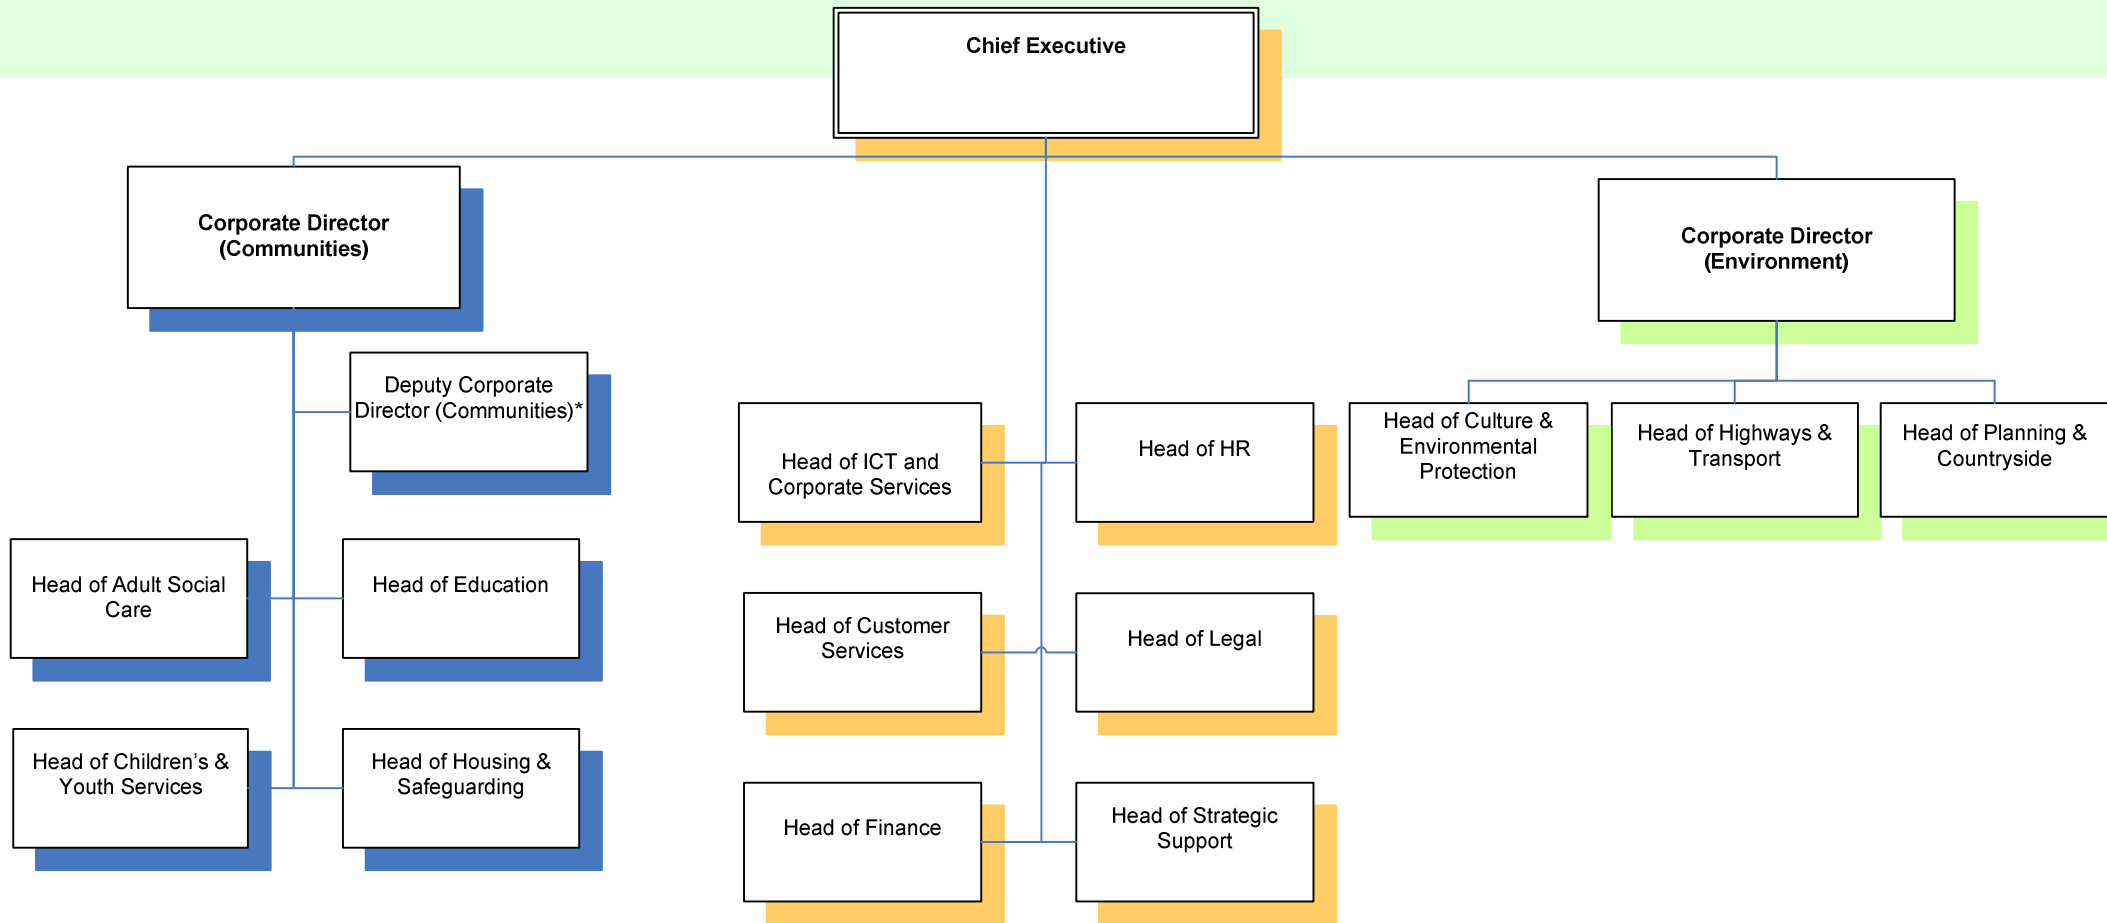 Chief Executive
Corporate Director
(Communities)
Corporate Director
(Environment)
Deputy Corporate
Director (Communities)*
Head of ICT and
Corporate Services
Head of HR
Head of Culture &
Environmental
Protection
Head of Highways &
Transport
Head of Planning &
Countryside
Head of Adult Social
Care
Head of Education
Head of Customer
Services
Head of Legal
Head of Children’s &
Youth Services
Head of Housing &
Safeguarding
Head of Finance
Head of Strategic
Support